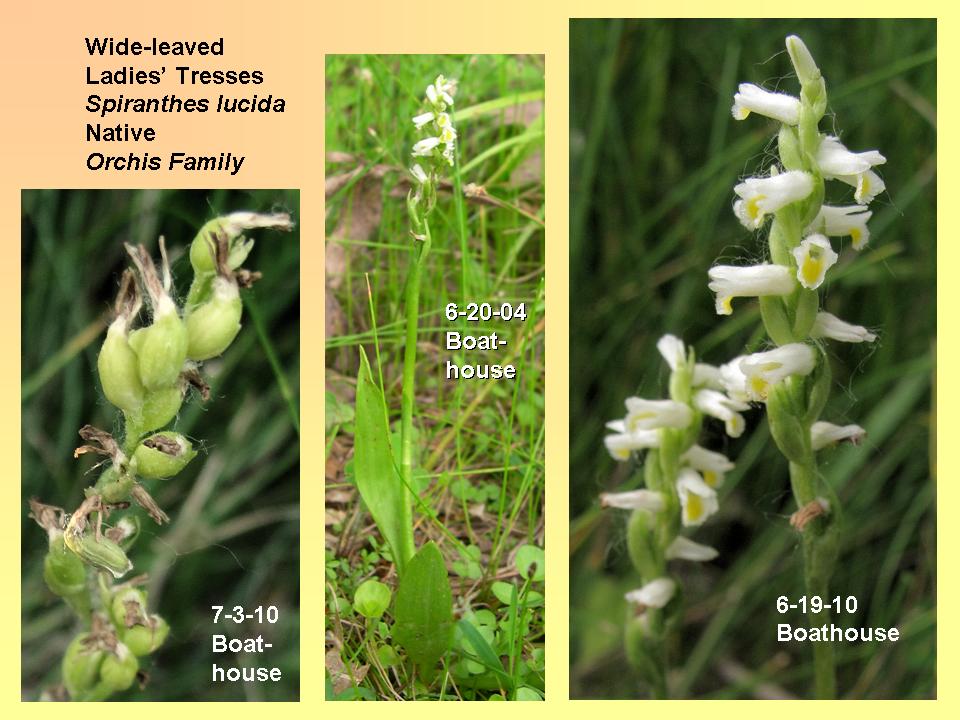 Wide-leaved
Ladies’ Tresses
Spiranthes lucida
Native
Orchis Family
6-20-04
Boat-
house
7-3-10
Boat-
house
6-19-10
Boathouse